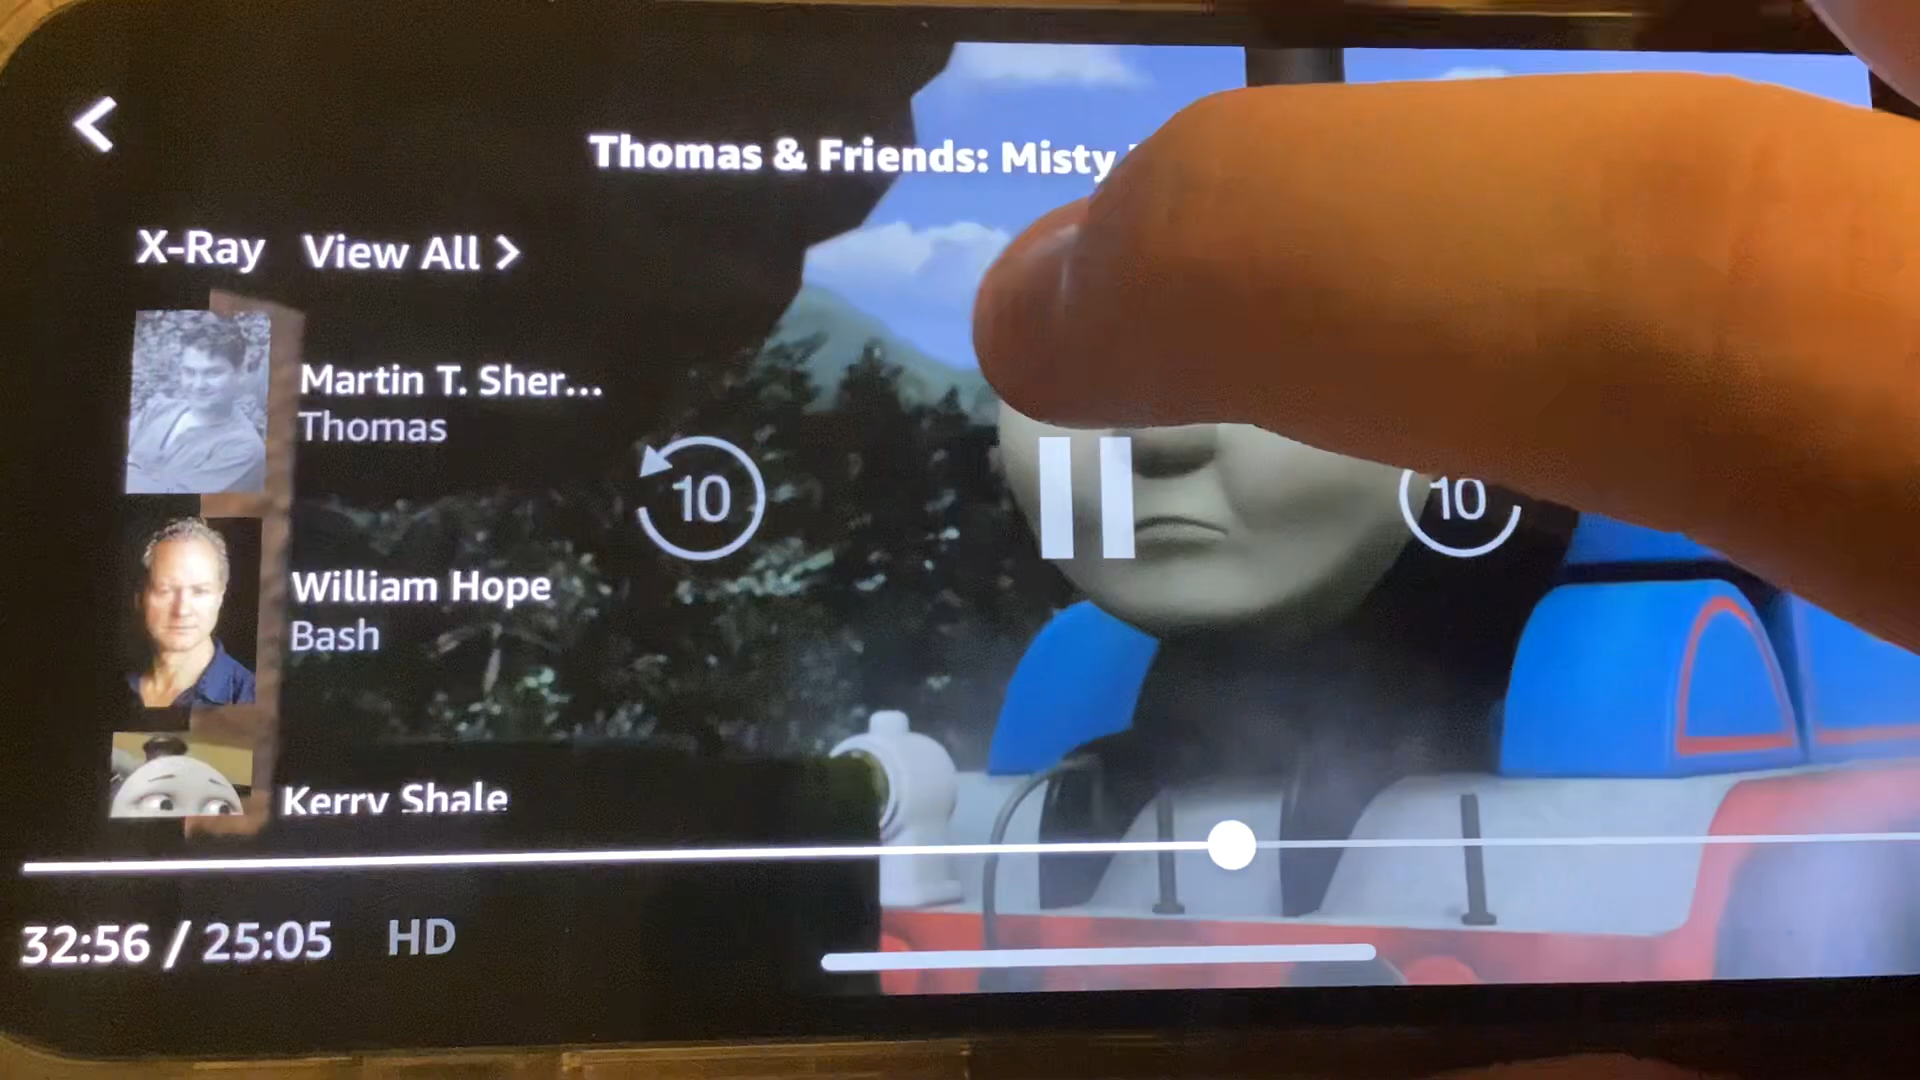 Thomas & Friends: Misty
X-Ray View All >
Martin T. Sher...
Thomas
10
10
William Hope
Bash
Kerry Shale
32:56 / 25:05 HD